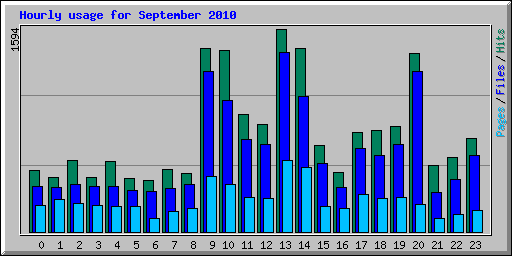 Hourly usage for September 2010
1594
Pages/Files/Hits
0 1 2 3 4 5 6 7 8 9 10 11 12 13 14 15 16 17 18 19 20 21 22 23